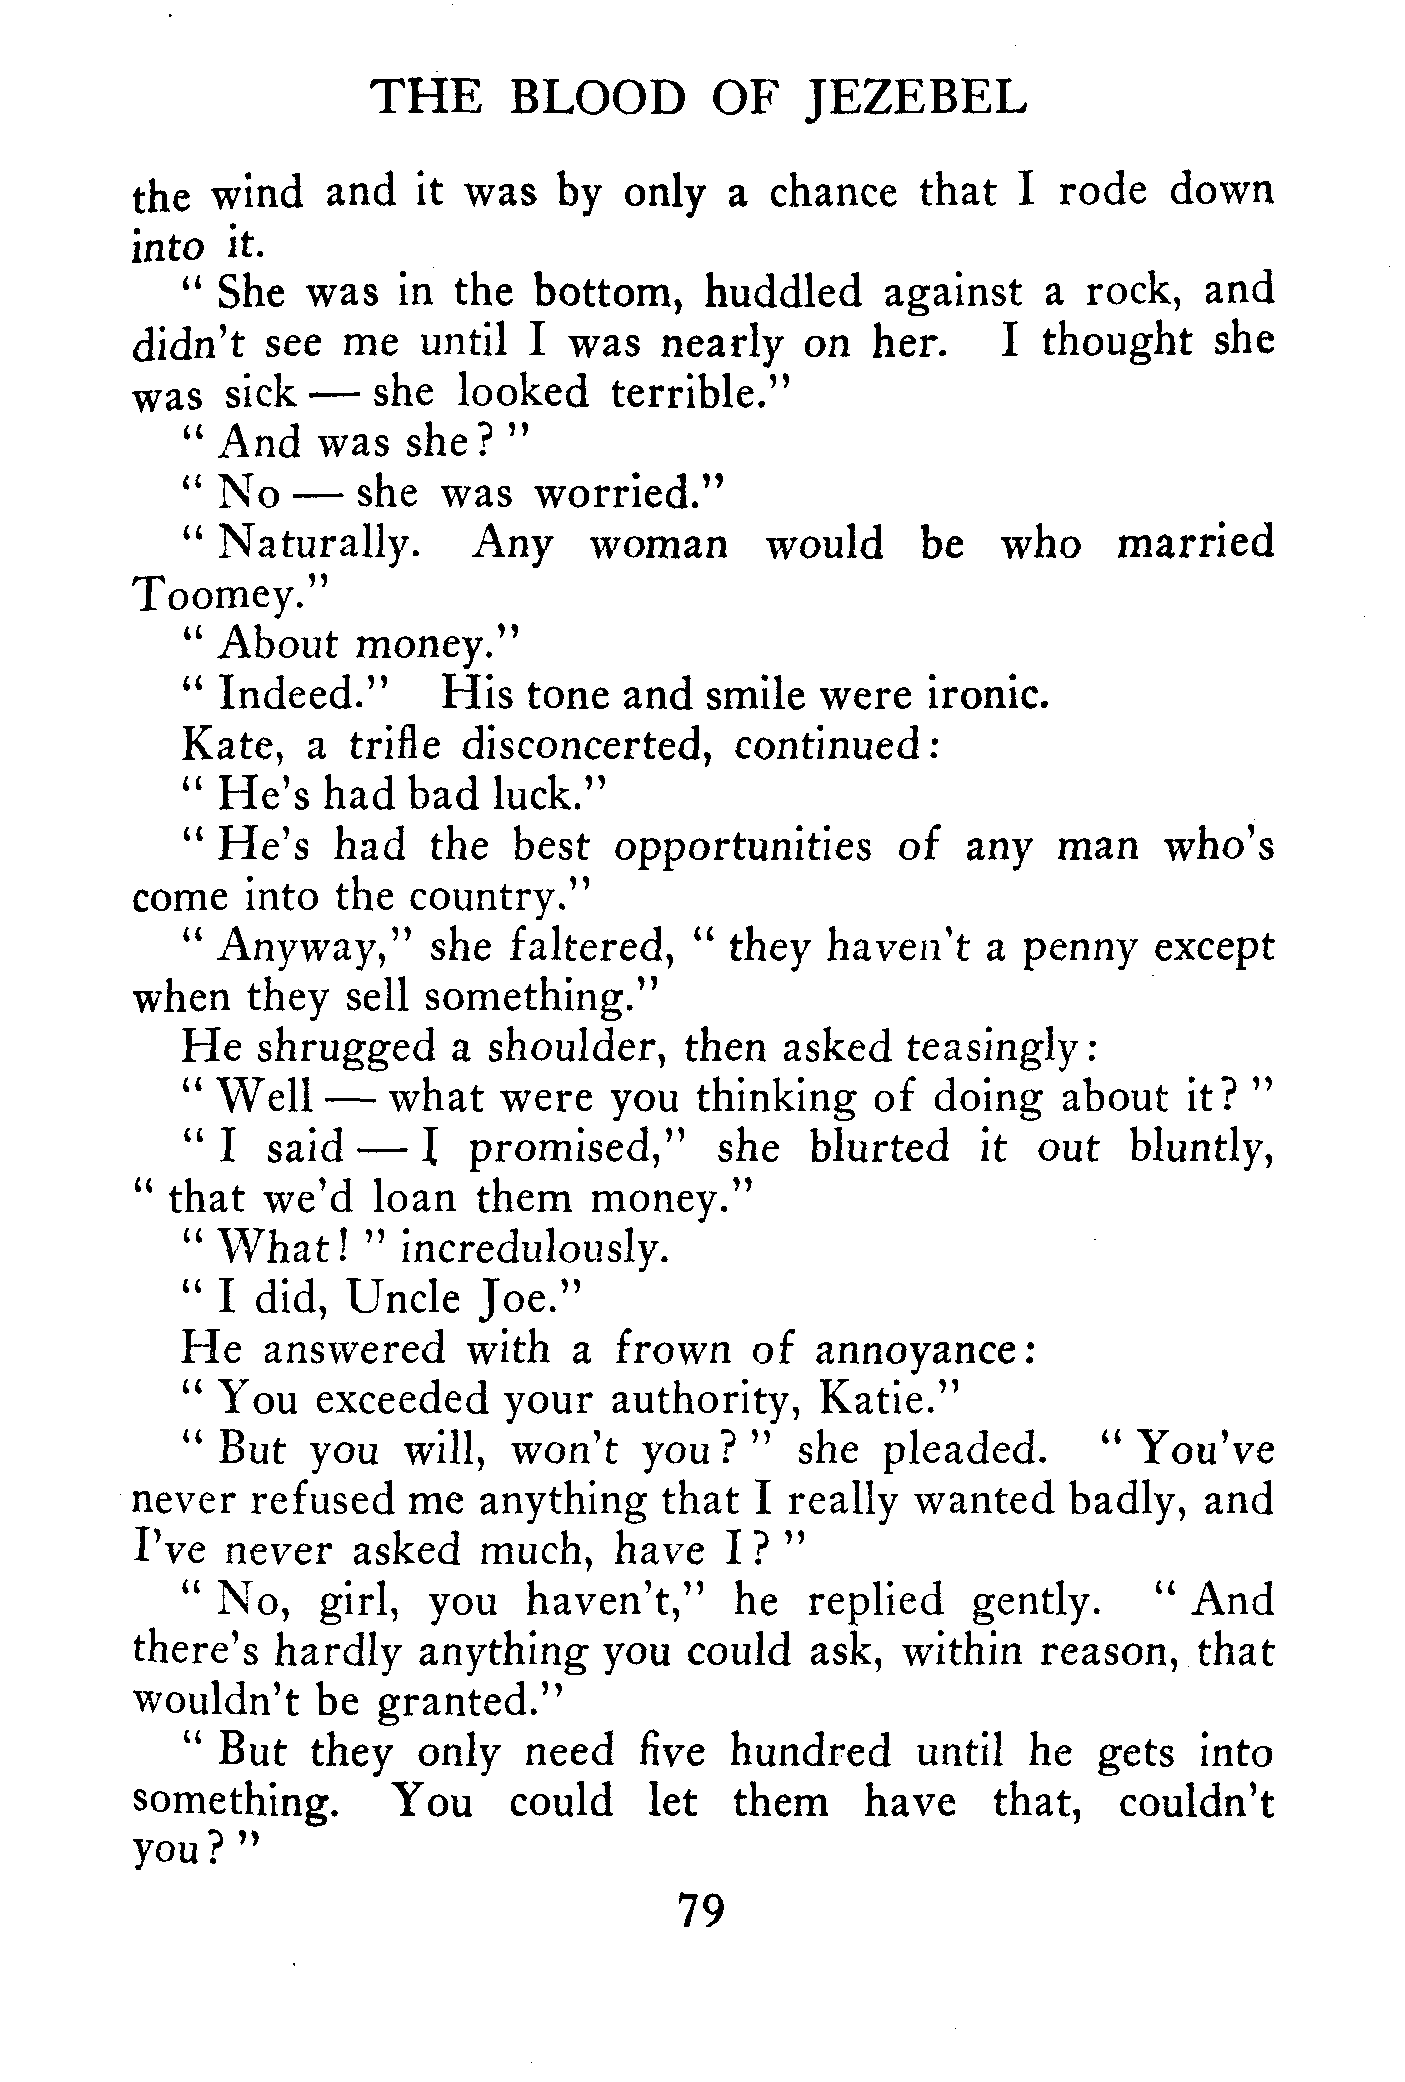 THE BLOOD OF JEZEBEL
the wind and it was by only a chance that I rode down
into it.
" She was in the bottom, huddled against a rock, and
didn't see me until I was nearly on her. I thought she
was sick — she looked terrible."
" And was she? "
" No — she was worried."
" Naturally. Any woman would be who married
Toomey."
" About money."
" Indeed." His tone and smile were ironic.
Kate, a trifle disconcerted, continued:
" He's had bad luck."
" He's had the best opportunities of any man who's
come into the country."
" Anyway," she faltered, " they haven't a penny except
when they sell something."
He shrugged a shoulder, then asked teasingly:
" Well — what were you thinking of doing about it? "
" I said — I promised," she blurted it out bluntly,
" that we'd loan them money."
" What! " incredulously.
" I did, Uncle Joe."
He answered with a frown of annoyance:
" You exceeded your authority, Katie."
" But you will, won't you? " she pleaded. " You've
never refused me anything that I really wanted badly, and
I've never asked much, have I? "
" No, girl, you haven't," he replied gently. " And
there's hardly anything you could ask, within reason, that
wouldn't be granted."
" But they only need five hundred until he gets into
something. You could let them have that, couldn't
you? "
79